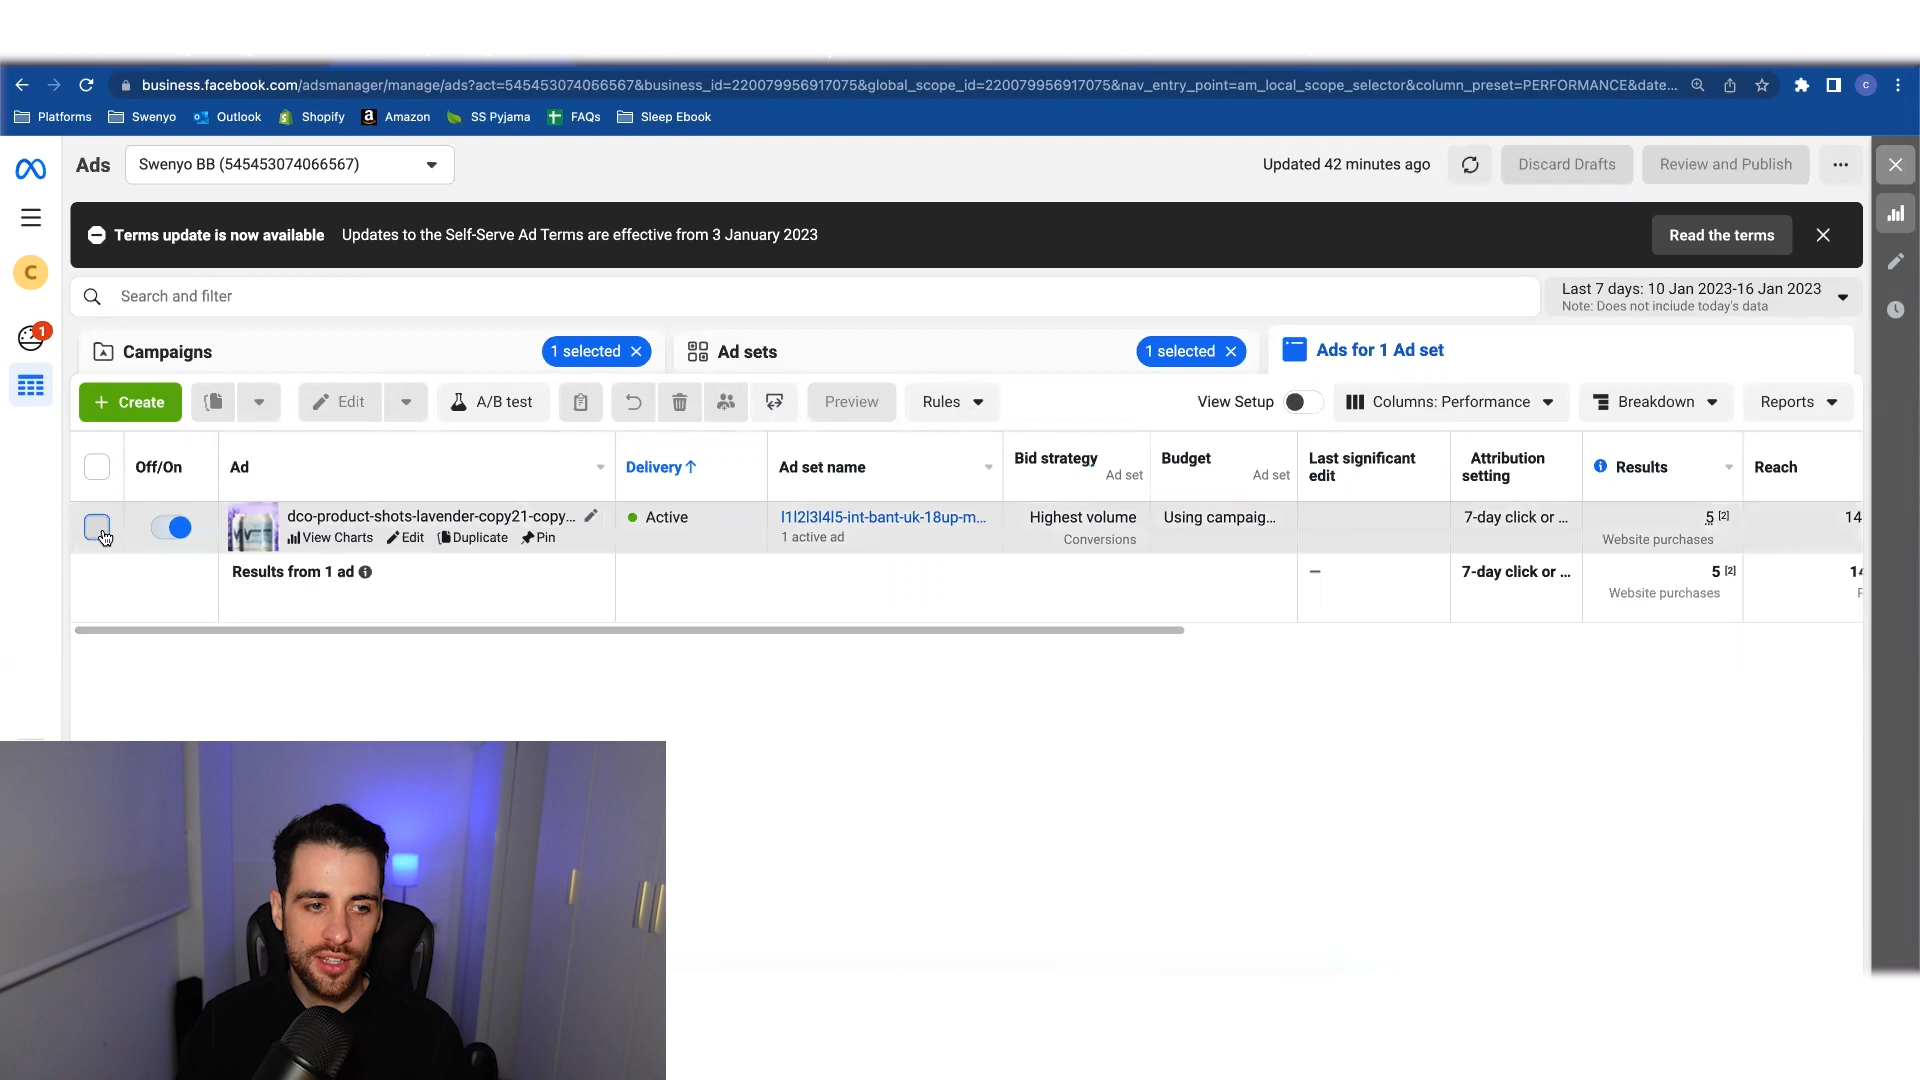 business.facebook.com/adsmanager/manage/ads?act=545453074066567&business_id=220079956917075&global_scope_id=220079956917075&nav_entry_point=am_local_scope_selector&column_preset=PERFORMANCE&date...
C
Platforms Swenyo Outlook Shopify Amazon SS Pyjama FAQs Sleep Ebook
Ads Swenyo BB (545453074066567) Updated 42 minutes ago Discard Drafts Review and Publish
Terms update is now available Updates to the Self-Serve Ad Terms are effective from 3 January 2023 Read the terms
C
Search and filter Last 7 days: 10 Jan 2023-16 Jan 2023
Note: Does not include today's data
1
Campaigns 1 selected Ad sets 1 selected Ads for 1 Ad set
+ Create Edit A/B test Preview Rules View Setup Columns: Performance Breakdown Reports
Off/On Ad Delivery↑ Ad set name Bid strategy Ad set Budget Ad set Last significant edit Attribution setting Results Reach
dco-product-shots-lavender-copy21-copy... Active l1l2l3l4l5-int-bant-uk-18up-m... Highest volume Using campaig... 7-day click or ... 5 [2] 14
View Charts Edit Duplicate Pin 1 active ad Conversions Website purchases
Results from 1 ad — 7-day click or ... 5 [2]
Website purchases